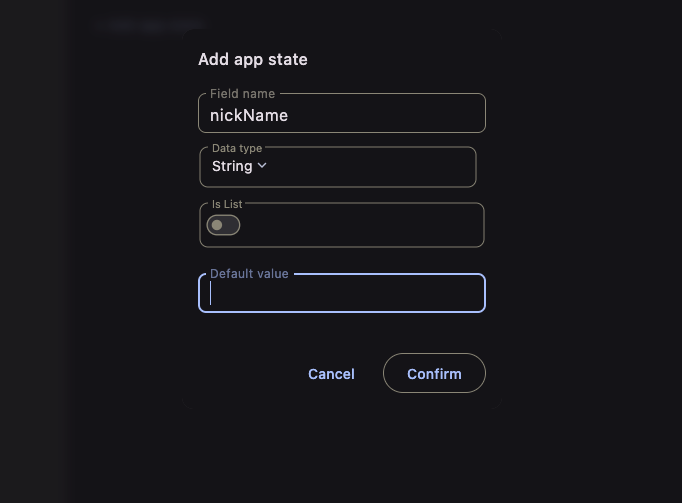 Add app state
Field name
nickName
Data type
String
Is List
Default value
Cancel
Confirm